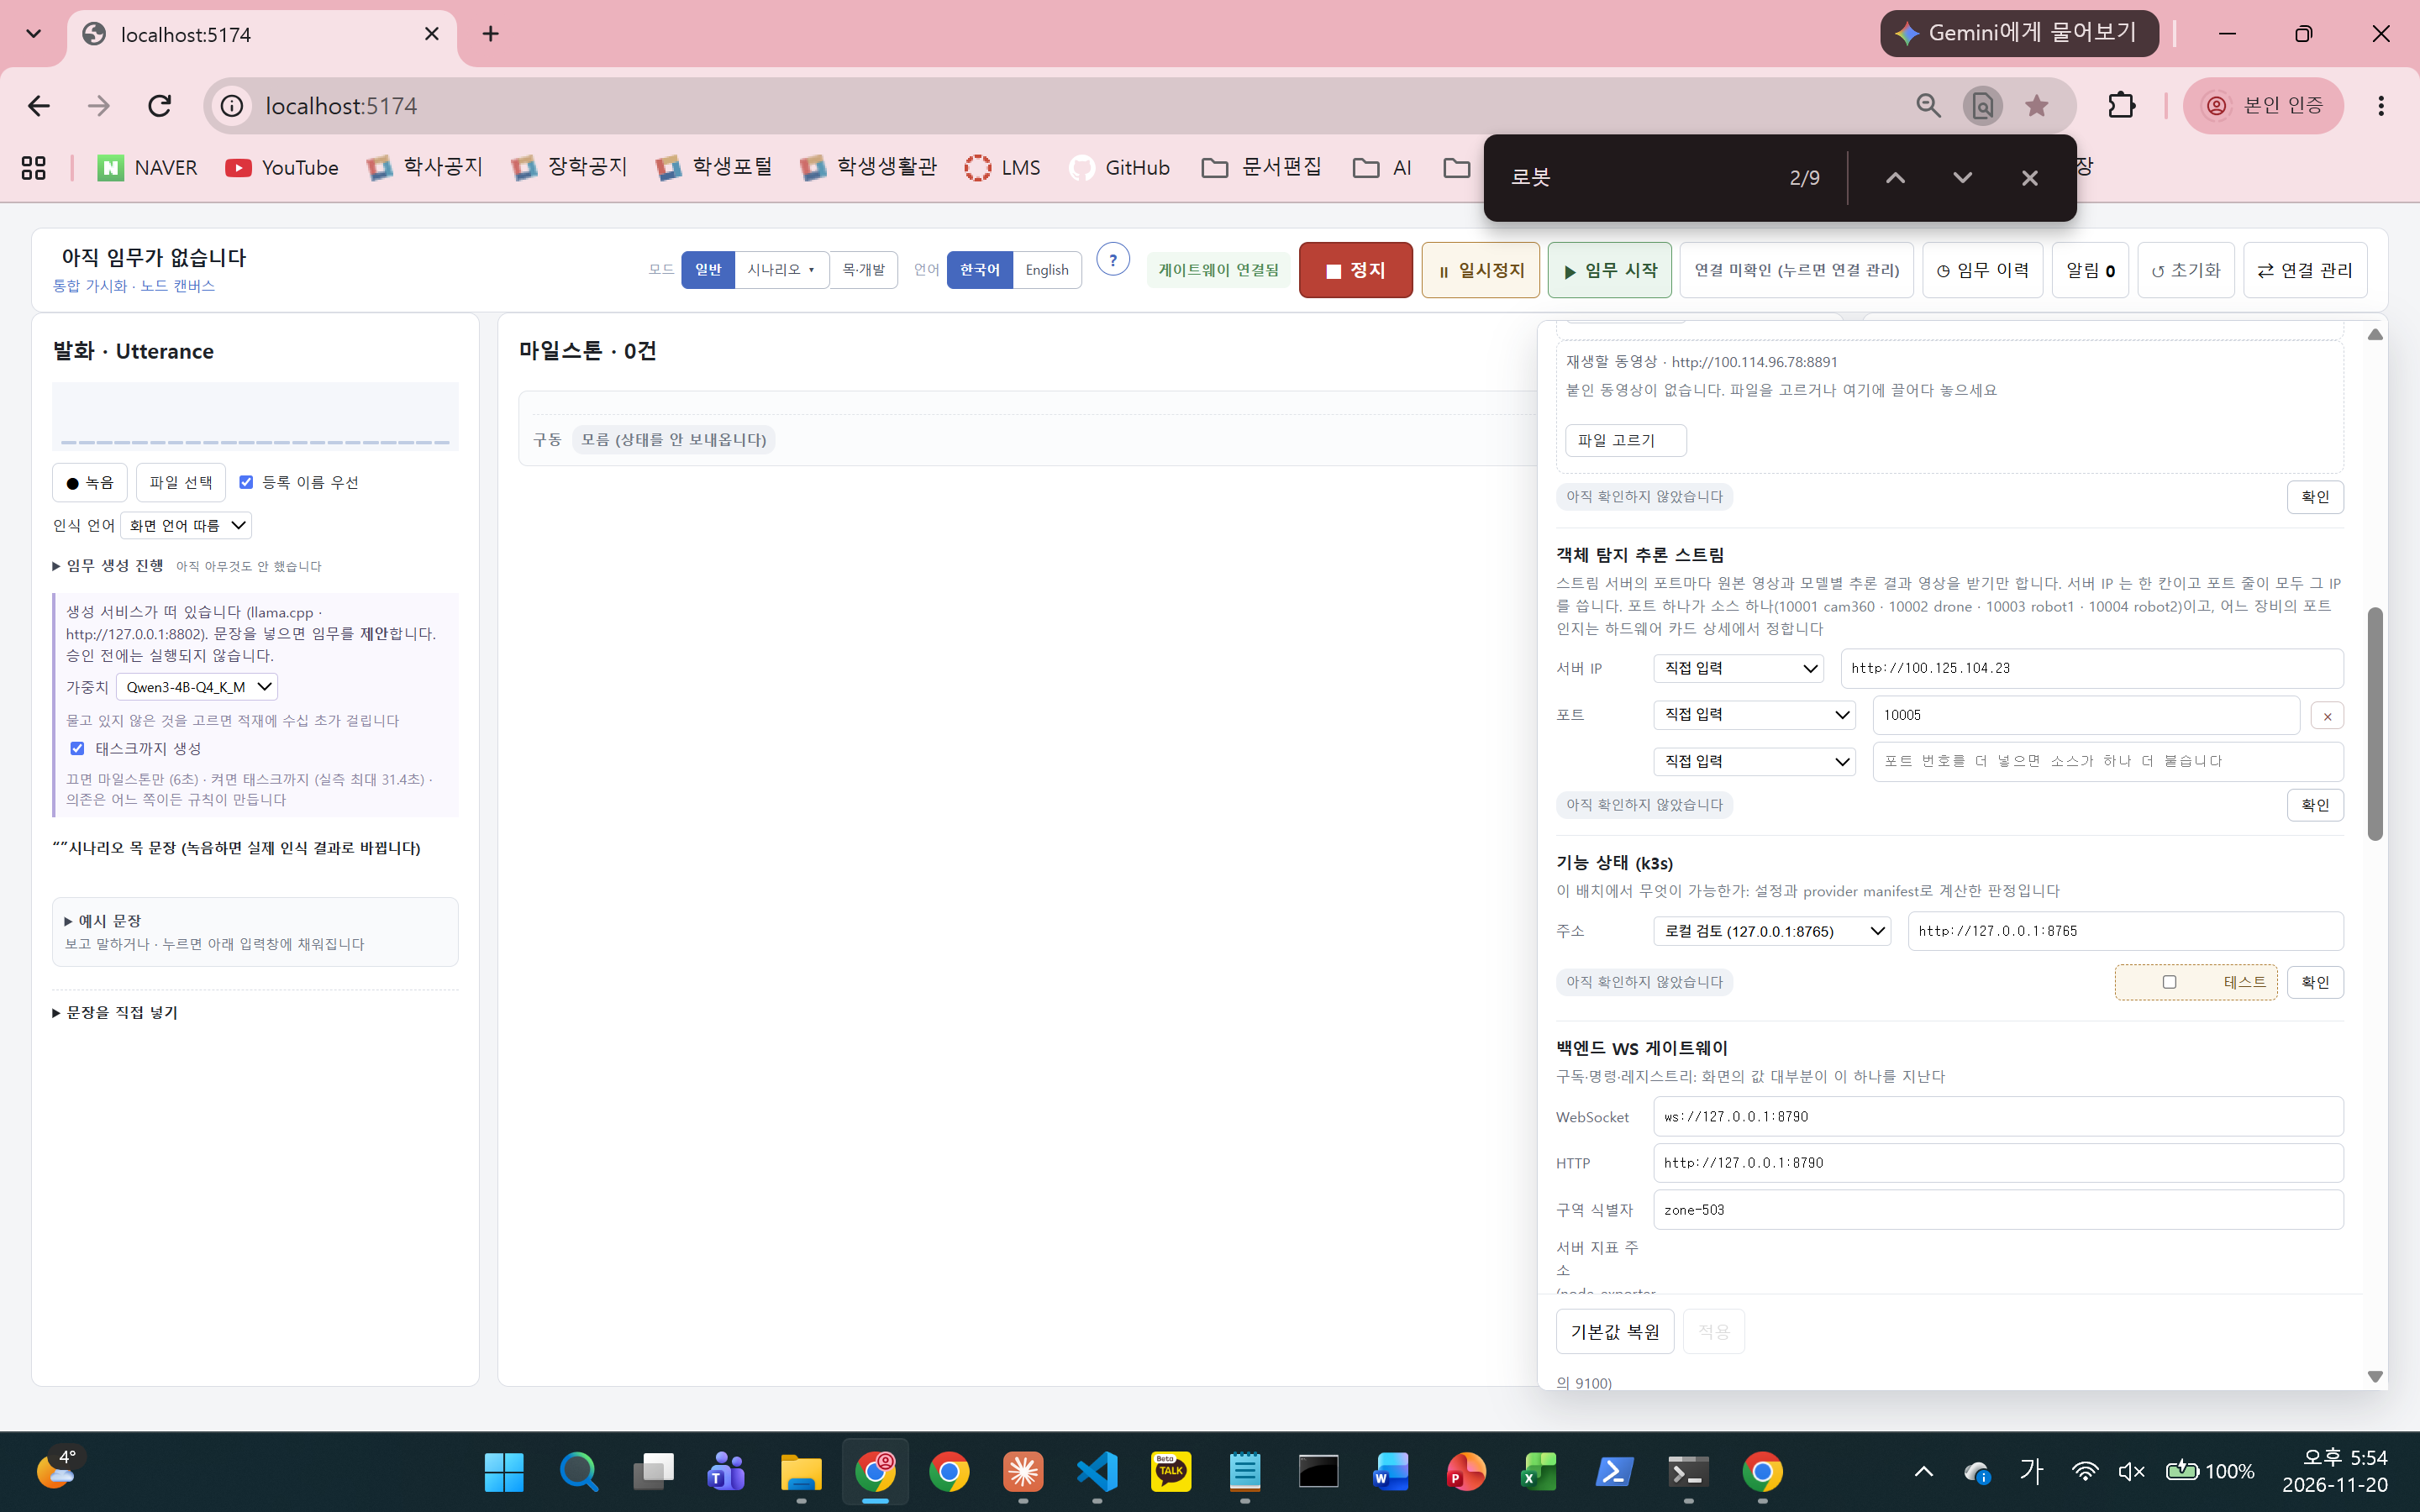 localhost:5174
Gemini에게 물어보기
localhost:5174
본인 인증
NAVER
YouTube
학사공지
장학공지
학생포털
학생생활관
LMS
GitHub
문서편집
AI
로봇
2/9
장
아직 임무가 없습니다
통합 가시화 · 노드 캔버스
모드
일반
시나리오 ▾
목·개발
언어
한국어
English
?
게이트웨이 연결됨
■ 정지
⏸ 일시정지
▶ 임무 시작
연결 미확인 (누르면 연결 관리)
◷ 임무 이력
알림 0
↺ 초기화
⇄ 연결 관리
발화 · Utterance
● 녹음
파일 선택
등록 이름 우선
인식 언어
화면 언어 따름
▶ 임무 생성 진행 아직 아무것도 안 했습니다
생성 서비스가 떠 있습니다 (llama.cpp ·
http://127.0.0.1:8802). 문장을 넣으면 임무를 제안합니다.
승인 전에는 실행되지 않습니다.
가중치
Qwen3-4B-Q4_K_M
물고 있지 않은 것을 고르면 적재에 수십 초가 걸립니다
태스크까지 생성
끄면 마일스톤만 (6초) · 켜면 태스크까지 (실측 최대 31.4초) ·
의존은 어느 쪽이든 규칙이 만듭니다
“”시나리오 목 문장 (녹음하면 실제 인식 결과로 바뀝니다)
▶ 예시 문장
보고 말하거나 · 누르면 아래 입력창에 채워집니다
▶ 문장을 직접 넣기
마일스톤 · 0건
구동
모름 (상태를 안 보내옵니다)
재생할 동영상 · http://100.114.96.78:8891
붙인 동영상이 없습니다. 파일을 고르거나 여기에 끌어다 놓으세요
파일 고르기
아직 확인하지 않았습니다
확인
객체 탐지 추론 스트림
스트림 서버의 포트마다 원본 영상과 모델별 추론 결과 영상을 받기만 합니다. 서버 IP 는 한 칸이고 포트 줄이 모두 그 IP
를 씁니다. 포트 하나가 소스 하나(10001 cam360 · 10002 drone · 10003 robot1 · 10004 robot2)이고, 어느 장비의 포트
인지는 하드웨어 카드 상세에서 정합니다
서버 IP
직접 입력
http://100.125.104.23
포트
직접 입력
10005
×
직접 입력
포트 번호를 더 넣으면 소스가 하나 더 붙습니다
아직 확인하지 않았습니다
확인
기능 상태 (k3s)
이 배치에서 무엇이 가능한가: 설정과 provider manifest로 계산한 판정입니다
주소
로컬 검토 (127.0.0.1:8765)
http://127.0.0.1:8765
아직 확인하지 않았습니다
테스트
확인
백엔드 WS 게이트웨이
구독·명령·레지스트리: 화면의 값 대부분이 이 하나를 지난다
WebSocket
ws://127.0.0.1:8790
HTTP
http://127.0.0.1:8790
구역 식별자
zone-503
서버 지표 주
소
(node_exporter
기본값 복원
적용
의 9100)
4°
가
100%
오후 5:54
2026-11-20